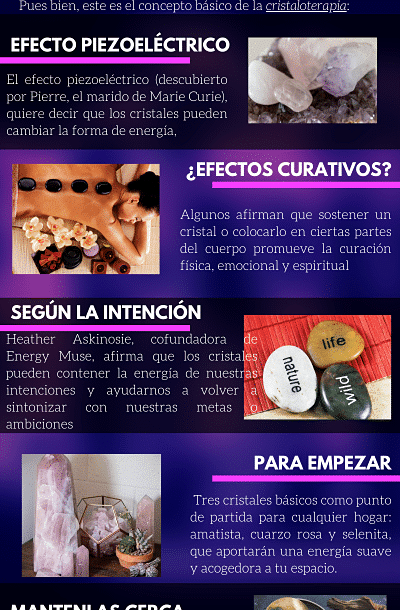 Pues bien, este es el concepto básico de la cristaloterapia:
EFECTO PIEZOELÉCTRICO
El efecto piezoeléctrico (descubierto
por Pierre, el marido de Marie Curie),
quiere decir que los cristales pueden
cambiar la forma de energía,
¿EFECTOS CURATIVOS?
Algunos afirman que sostener un
cristal o colocarlo en ciertas partes
del cuerpo promueve la curación
física, emocional y espiritual
SEGÚN LA INTENCIÓN
Heather Askinosie, cofundadora de
Energy Muse, afirma que los cristales
pueden contener la energía de nuestras
intenciones y ayudarnos a volver a
sintonizar con nuestras metas o
ambiciones
life
nature
wild
PARA EMPEZAR
Tres cristales básicos como punto
de partida para cualquier hogar:
amatista, cuarzo rosa y selenita,
que aportarán una energía suave
y acogedora a tu espacio.
MANTENLAS CERCA